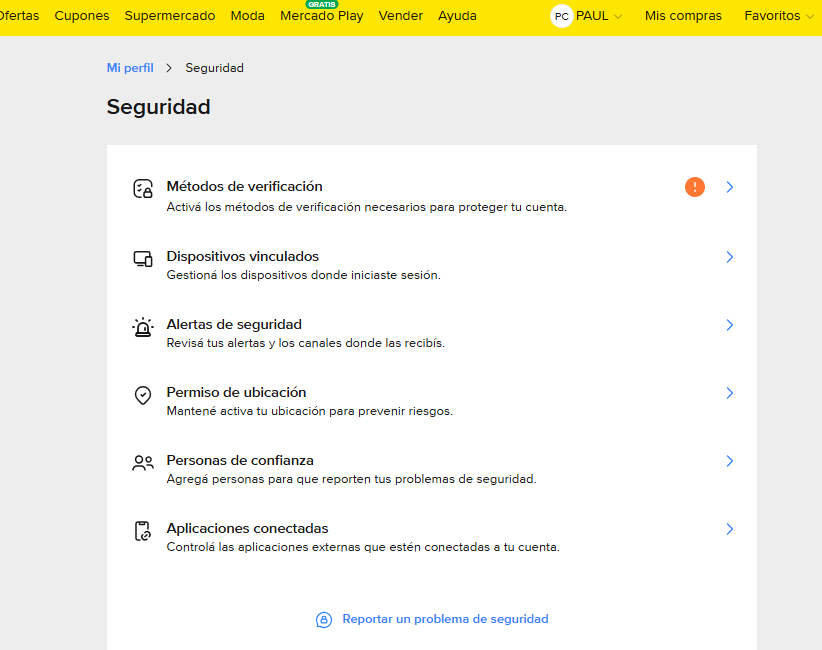 GRATIS
Ofertas Cupones Supermercado Moda Mercado Play Vender Ayuda PC PAUL Mis compras Favoritos
Mi perfil Seguridad
Seguridad
Métodos de verificación
Activá los métodos de verificación necesarios para proteger tu cuenta.
Dispositivos vinculados
Gestioná los dispositivos donde iniciaste sesión.
Alertas de seguridad
Revisá tus alertas y los canales donde las recibís.
Permiso de ubicación
Mantené activa tu ubicación para prevenir riesgos.
Personas de confianza
Agregá personas para que reporten tus problemas de seguridad.
Aplicaciones conectadas
Controlá las aplicaciones externas que estén conectadas a tu cuenta.
Reportar un problema de seguridad